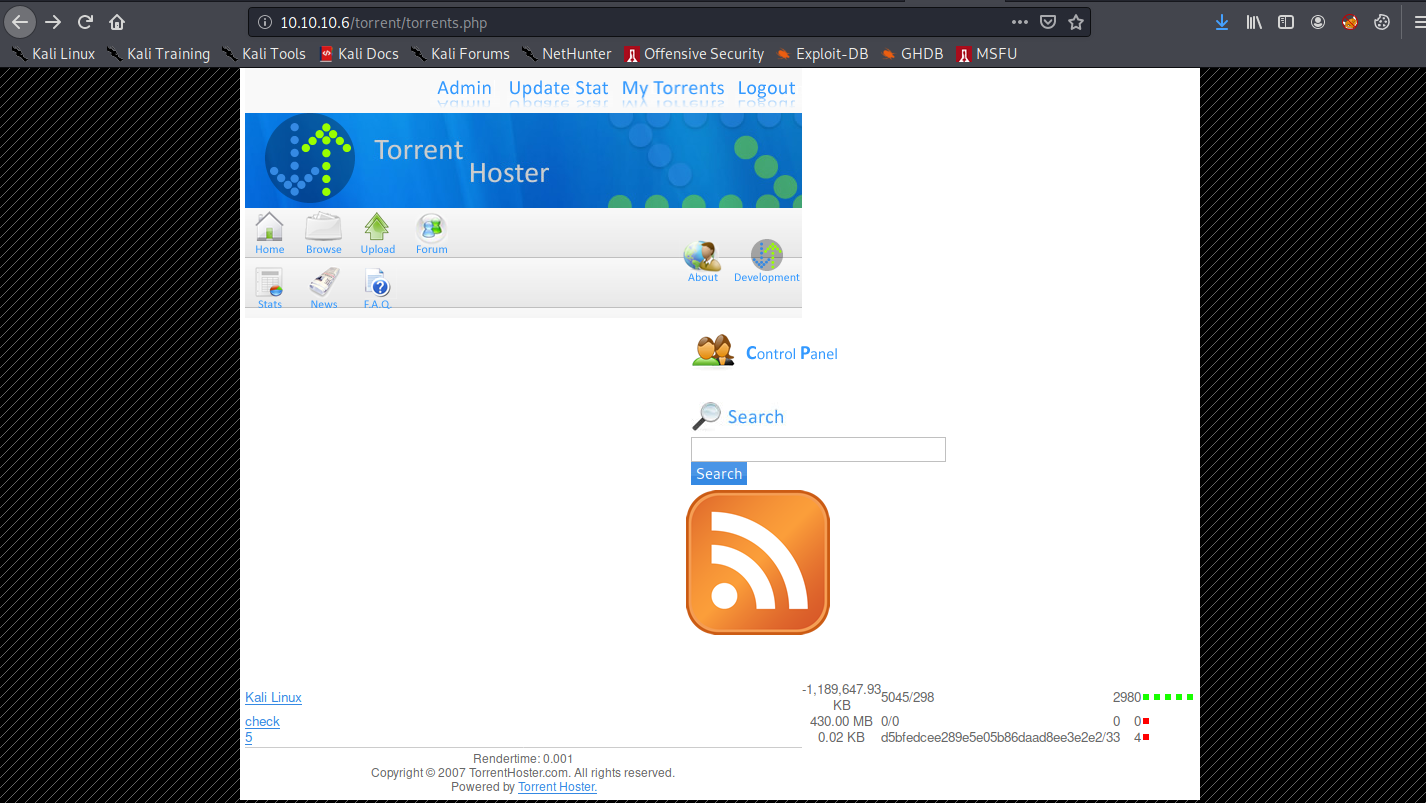 10.10.10.6/torrent/torrents.php
Kali Linux Kali Training Kali Tools Kali Docs Kali Forums NetHunter Offensive Security Exploit-DB GHDB MSFU
Admin Update Stat My Torrents Logout
Torrent
Hoster
Home Browse Upload Forum
About Development
Stats News F.A.Q.
Control Panel
Search
Search
Kali Linux -1,189,647.93 KB 5045/298 2980
check 430.00 MB 0/0 0 0
5 0.02 KB d5bfedcee289e5e05b86daad8ee3e2e2/33 4
Rendertime: 0.001
Copyright © 2007 TorrentHoster.com. All rights reserved.
Powered by Torrent Hoster.